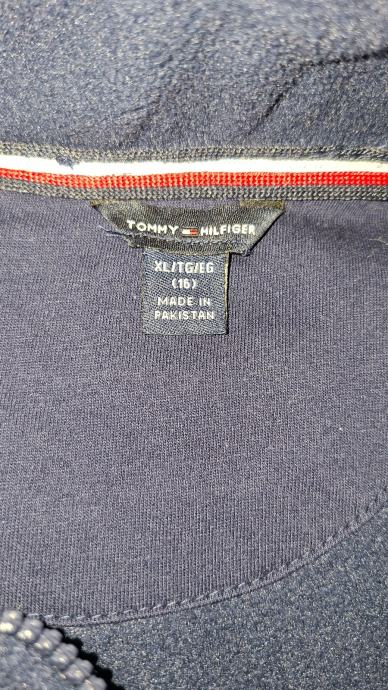 TOMMY HILFIGER
XL/TG/EG
(16)
MADE IN
PAKISTAN